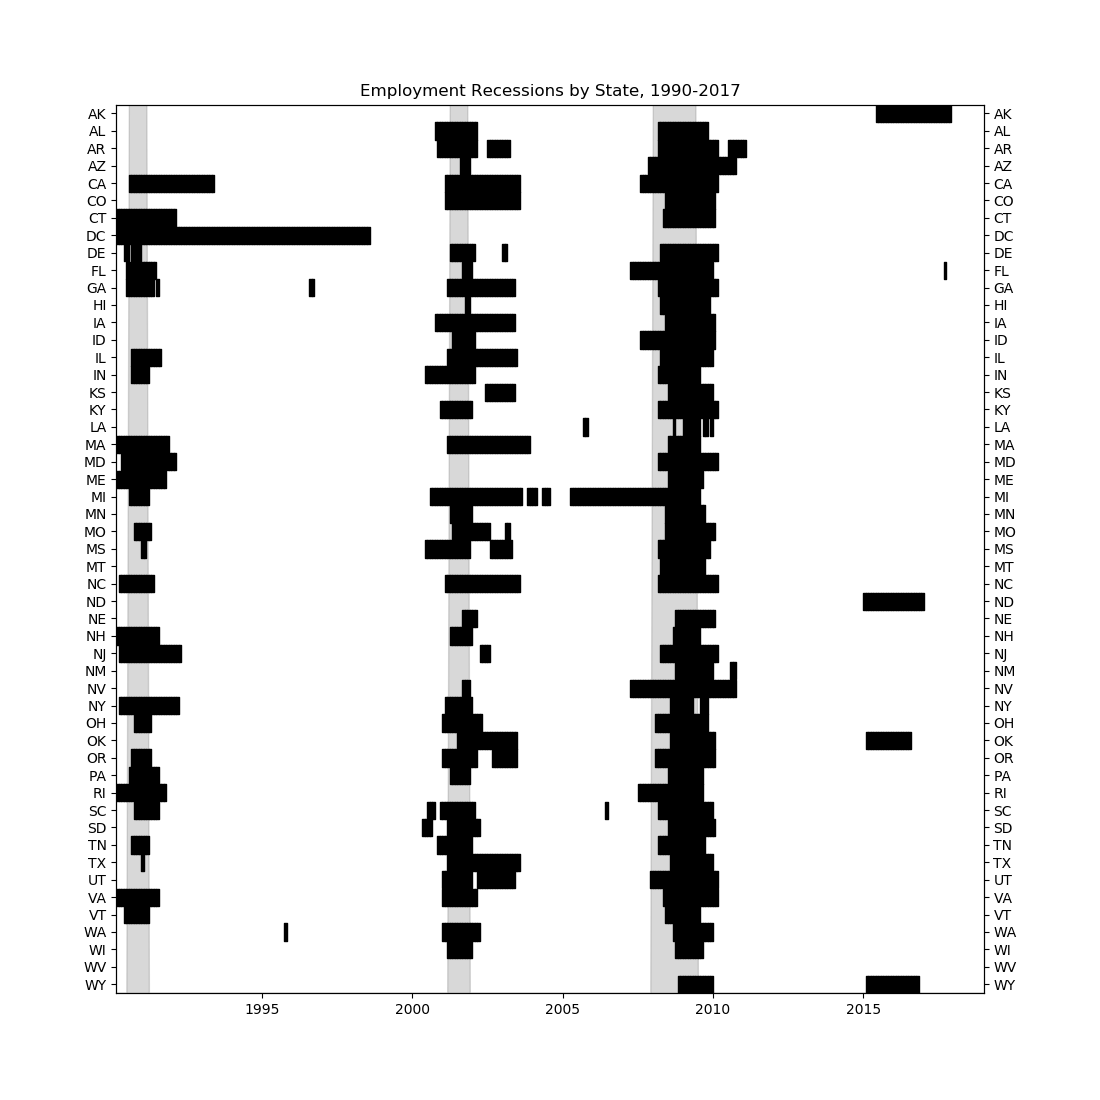 Employment Recessions by State, 1990-2017
AK AK
AL AL
AR AR
AZ AZ
CA CA
CO CO
CT CT
DC DC
DE DE
FL FL
GA GA
HI HI
IA IA
ID ID
IL IL
IN IN
KS KS
KY KY
LA LA
MA MA
MD MD
ME ME
MI MI
MN MN
MO MO
MS MS
MT MT
NC NC
ND ND
NE NE
NH NH
NJ NJ
NM NM
NV NV
NY NY
OH OH
OK OK
OR OR
PA PA
RI RI
SC SC
SD SD
TN TN
TX TX
UT UT
VA VA
VT VT
WA WA
WI WI
WV WV
WY WY
1995 2000 2005 2010 2015